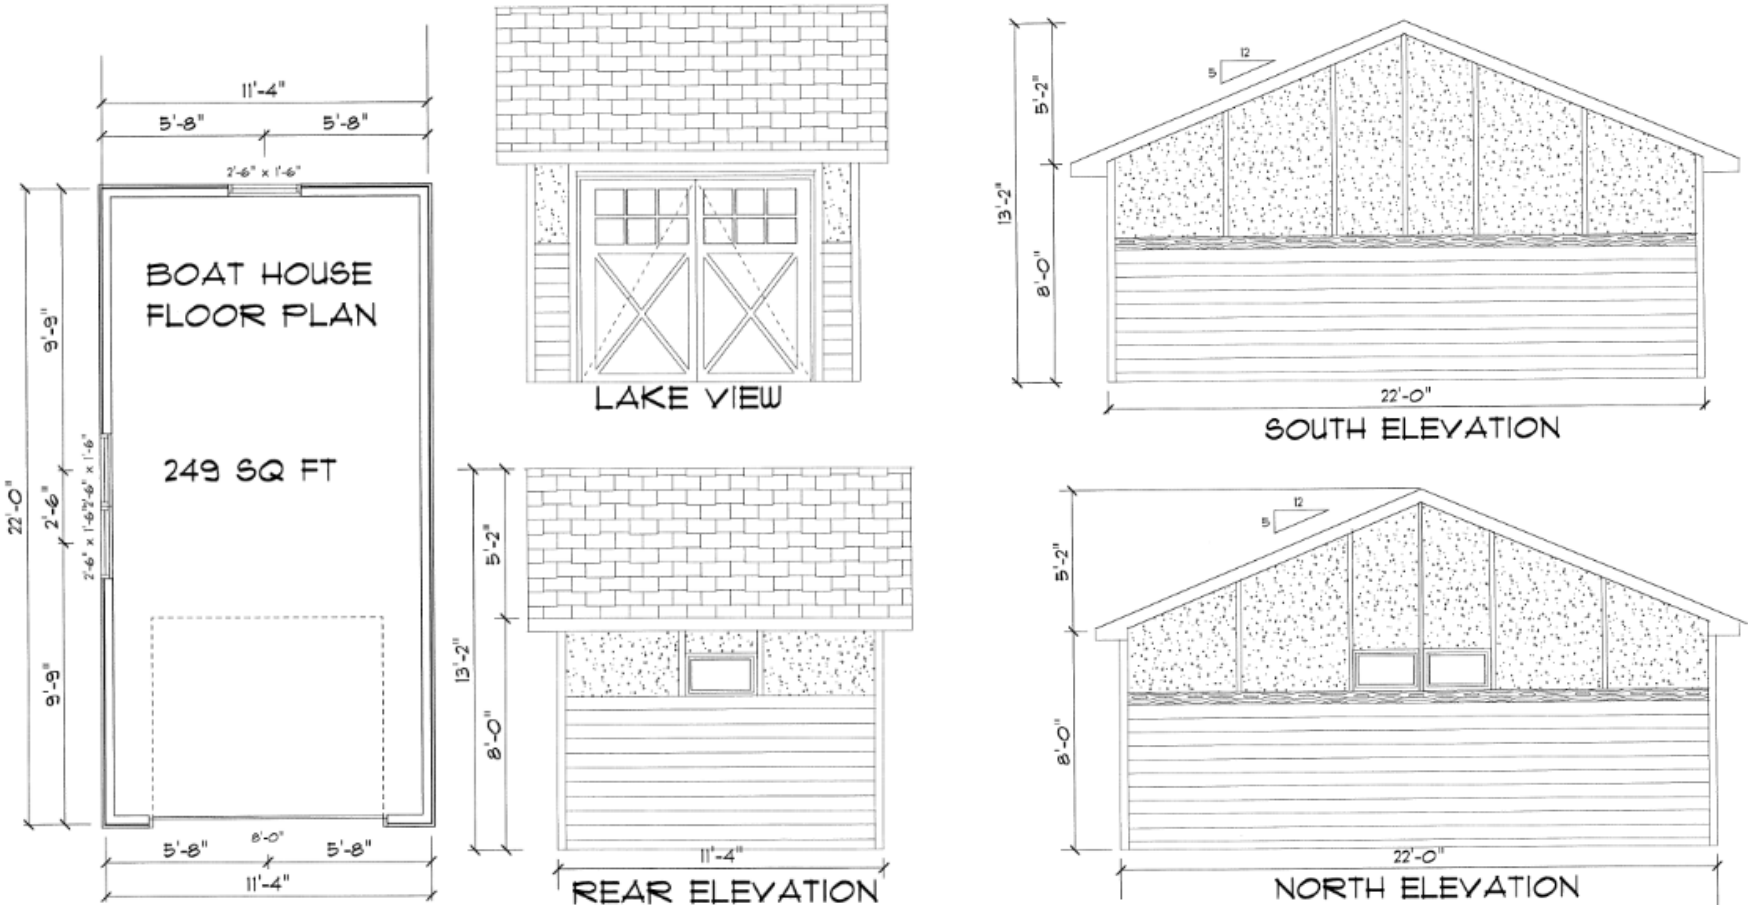 11'-4"
5'-8" 5'-8"
2'-6" x 1'-6"
BOAT HOUSE
FLOOR PLAN
249 SQ FT
22'-0"
9'-9"
2'-6"
9'-9"
2'-6" x 1'-6"
2'-6" x 1'-6"
8'-0"
5'-8" 5'-8"
11'-4"
LAKE VIEW
5'-2"
13'-2"
8'-0"
11'-4"
REAR ELEVATION
12
5
5'-2"
13'-2"
8'-0"
22'-0"
SOUTH ELEVATION
12
5
5'-2"
8'-0"
22'-0"
NORTH ELEVATION